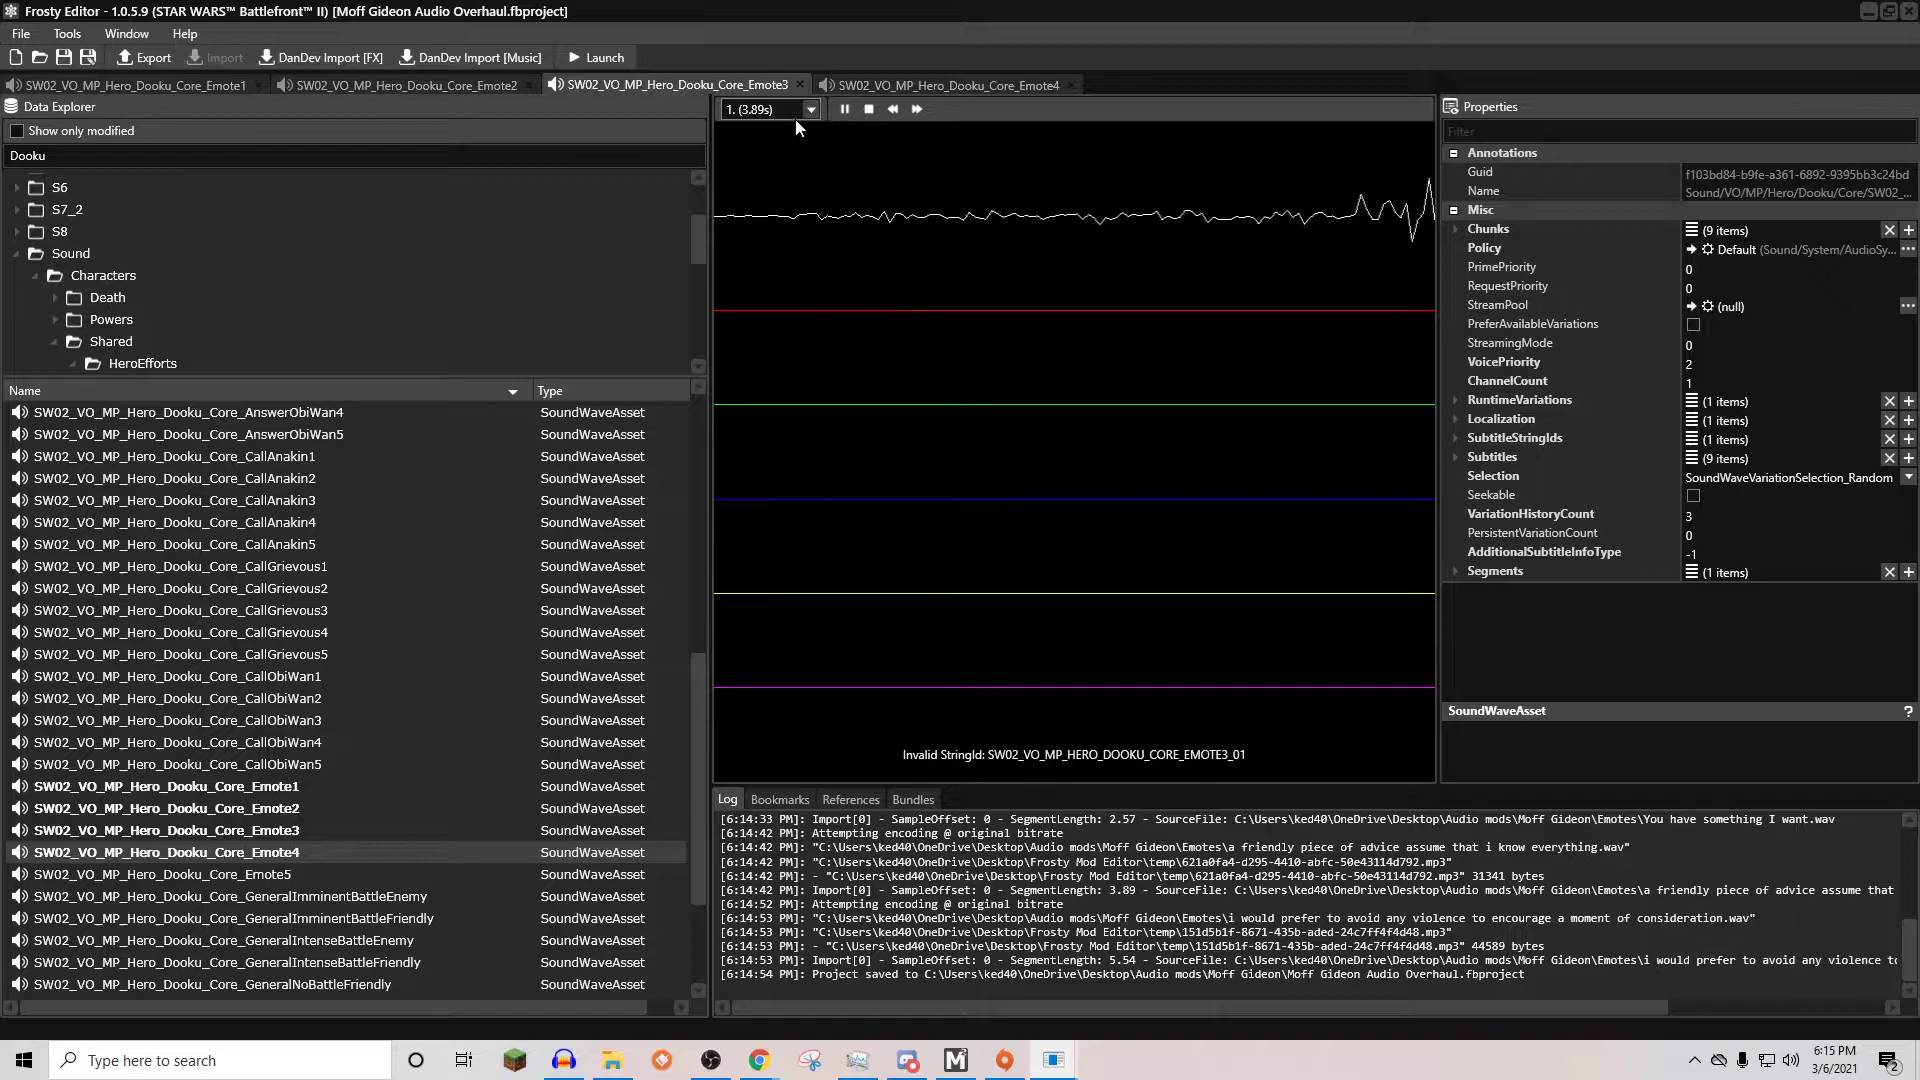 Frosty Editor - 1.0.5.9 (STAR WARS™ Battlefront™ II) [Moff Gideon Audio Overhaul.fbproject]
File Tools Window Help
Export Import DanDev Import [FX] DanDev Import [Music] Launch
SW02_VO_MP_Hero_Dooku_Core_Emote1 SW02_VO_MP_Hero_Dooku_Core_Emote2 SW02_VO_MP_Hero_Dooku_Core_Emote3 SW02_VO_MP_Hero_Dooku_Core_Emote4
Data Explorer
Show only modified
Dooku
S6
S7_2
S8
Sound
Characters
Death
Powers
Shared
HeroEfforts
Name Type
SW02_VO_MP_Hero_Dooku_Core_AnswerObiWan4 SoundWaveAsset
SW02_VO_MP_Hero_Dooku_Core_AnswerObiWan5 SoundWaveAsset
SW02_VO_MP_Hero_Dooku_Core_CallAnakin1 SoundWaveAsset
SW02_VO_MP_Hero_Dooku_Core_CallAnakin2 SoundWaveAsset
SW02_VO_MP_Hero_Dooku_Core_CallAnakin3 SoundWaveAsset
SW02_VO_MP_Hero_Dooku_Core_CallAnakin4 SoundWaveAsset
SW02_VO_MP_Hero_Dooku_Core_CallAnakin5 SoundWaveAsset
SW02_VO_MP_Hero_Dooku_Core_CallGrievous1 SoundWaveAsset
SW02_VO_MP_Hero_Dooku_Core_CallGrievous2 SoundWaveAsset
SW02_VO_MP_Hero_Dooku_Core_CallGrievous3 SoundWaveAsset
SW02_VO_MP_Hero_Dooku_Core_CallGrievous4 SoundWaveAsset
SW02_VO_MP_Hero_Dooku_Core_CallGrievous5 SoundWaveAsset
SW02_VO_MP_Hero_Dooku_Core_CallObiWan1 SoundWaveAsset
SW02_VO_MP_Hero_Dooku_Core_CallObiWan2 SoundWaveAsset
SW02_VO_MP_Hero_Dooku_Core_CallObiWan3 SoundWaveAsset
SW02_VO_MP_Hero_Dooku_Core_CallObiWan4 SoundWaveAsset
SW02_VO_MP_Hero_Dooku_Core_CallObiWan5 SoundWaveAsset
SW02_VO_MP_Hero_Dooku_Core_Emote1 SoundWaveAsset
SW02_VO_MP_Hero_Dooku_Core_Emote2 SoundWaveAsset
SW02_VO_MP_Hero_Dooku_Core_Emote3 SoundWaveAsset
SW02_VO_MP_Hero_Dooku_Core_Emote4 SoundWaveAsset
SW02_VO_MP_Hero_Dooku_Core_Emote5 SoundWaveAsset
SW02_VO_MP_Hero_Dooku_Core_GeneralImminentBattleEnemy SoundWaveAsset
SW02_VO_MP_Hero_Dooku_Core_GeneralImminentBattleFriendly SoundWaveAsset
SW02_VO_MP_Hero_Dooku_Core_GeneralIntenseBattleEnemy SoundWaveAsset
SW02_VO_MP_Hero_Dooku_Core_GeneralIntenseBattleFriendly SoundWaveAsset
SW02_VO_MP_Hero_Dooku_Core_GeneralNoBattleFriendly SoundWaveAsset
1. (3.89s)
Invalid StringId: SW02_VO_MP_HERO_DOOKU_CORE_EMOTE3_01
Properties
Filter
Annotations
Guid f103bd84-b9fe-a361-6892-9395bb3c24bd
Name Sound/VO/MP/Hero/Dooku/Core/SW02_...
Misc
Chunks (9 items)
Policy Default (Sound/System/AudioSy... ...
PrimePriority 0
RequestPriority 0
StreamPool (null) ...
PreferAvailableVariations
StreamingMode 0
VoicePriority 2
ChannelCount 1
RuntimeVariations (1 items)
Localization (1 items)
SubtitleStringIds (1 items)
Subtitles (9 items)
Selection SoundWaveVariationSelection_Random
Seekable
VariationHistoryCount 3
PersistentVariationCount 0
AdditionalSubtitleInfoType -1
Segments (1 items)
SoundWaveAsset ?
Log Bookmarks References Bundles
[6:14:33 PM]: Import[0] - SampleOffset: 0 - SegmentLength: 2.57 - SourceFile: C:\Users\ked40\OneDrive\Desktop\Audio mods\Moff Gideon\Emotes\You have something I want.wav
[6:14:42 PM]: Attempting encoding @ original bitrate
[6:14:42 PM]: "C:\Users\ked40\OneDrive\Desktop\Audio mods\Moff Gideon\Emotes\a friendly piece of advice assume that i know everything.wav"
[6:14:42 PM]: "C:\Users\ked40\OneDrive\Desktop\Frosty Mod Editor\temp\621a0fa4-d295-4410-abfc-50e43114d792.mp3"
[6:14:42 PM]: - "C:\Users\ked40\OneDrive\Desktop\Frosty Mod Editor\temp\621a0fa4-d295-4410-abfc-50e43114d792.mp3" 31341 bytes
[6:14:42 PM]: Import[0] - SampleOffset: 0 - SegmentLength: 3.89 - SourceFile: C:\Users\ked40\OneDrive\Desktop\Audio mods\Moff Gideon\Emotes\a friendly piece of advice assume that
[6:14:52 PM]: Attempting encoding @ original bitrate
[6:14:53 PM]: "C:\Users\ked40\OneDrive\Desktop\Audio mods\Moff Gideon\Emotes\i would prefer to avoid any violence to encourage a moment of consideration.wav"
[6:14:53 PM]: "C:\Users\ked40\OneDrive\Desktop\Frosty Mod Editor\temp\151d5b1f-8671-435b-aded-24c7ff4f4d48.mp3"
[6:14:53 PM]: - "C:\Users\ked40\OneDrive\Desktop\Frosty Mod Editor\temp\151d5b1f-8671-435b-aded-24c7ff4f4d48.mp3" 44589 bytes
[6:14:53 PM]: Import[0] - SampleOffset: 0 - SegmentLength: 5.54 - SourceFile: C:\Users\ked40\OneDrive\Desktop\Audio mods\Moff Gideon\Emotes\i would prefer to avoid any violence to
[6:14:54 PM]: Project saved to C:\Users\ked40\OneDrive\Desktop\Audio mods\Moff Gideon\Moff Gideon Audio Overhaul.fbproject
Type here to search
6:15 PM
3/6/2021
2